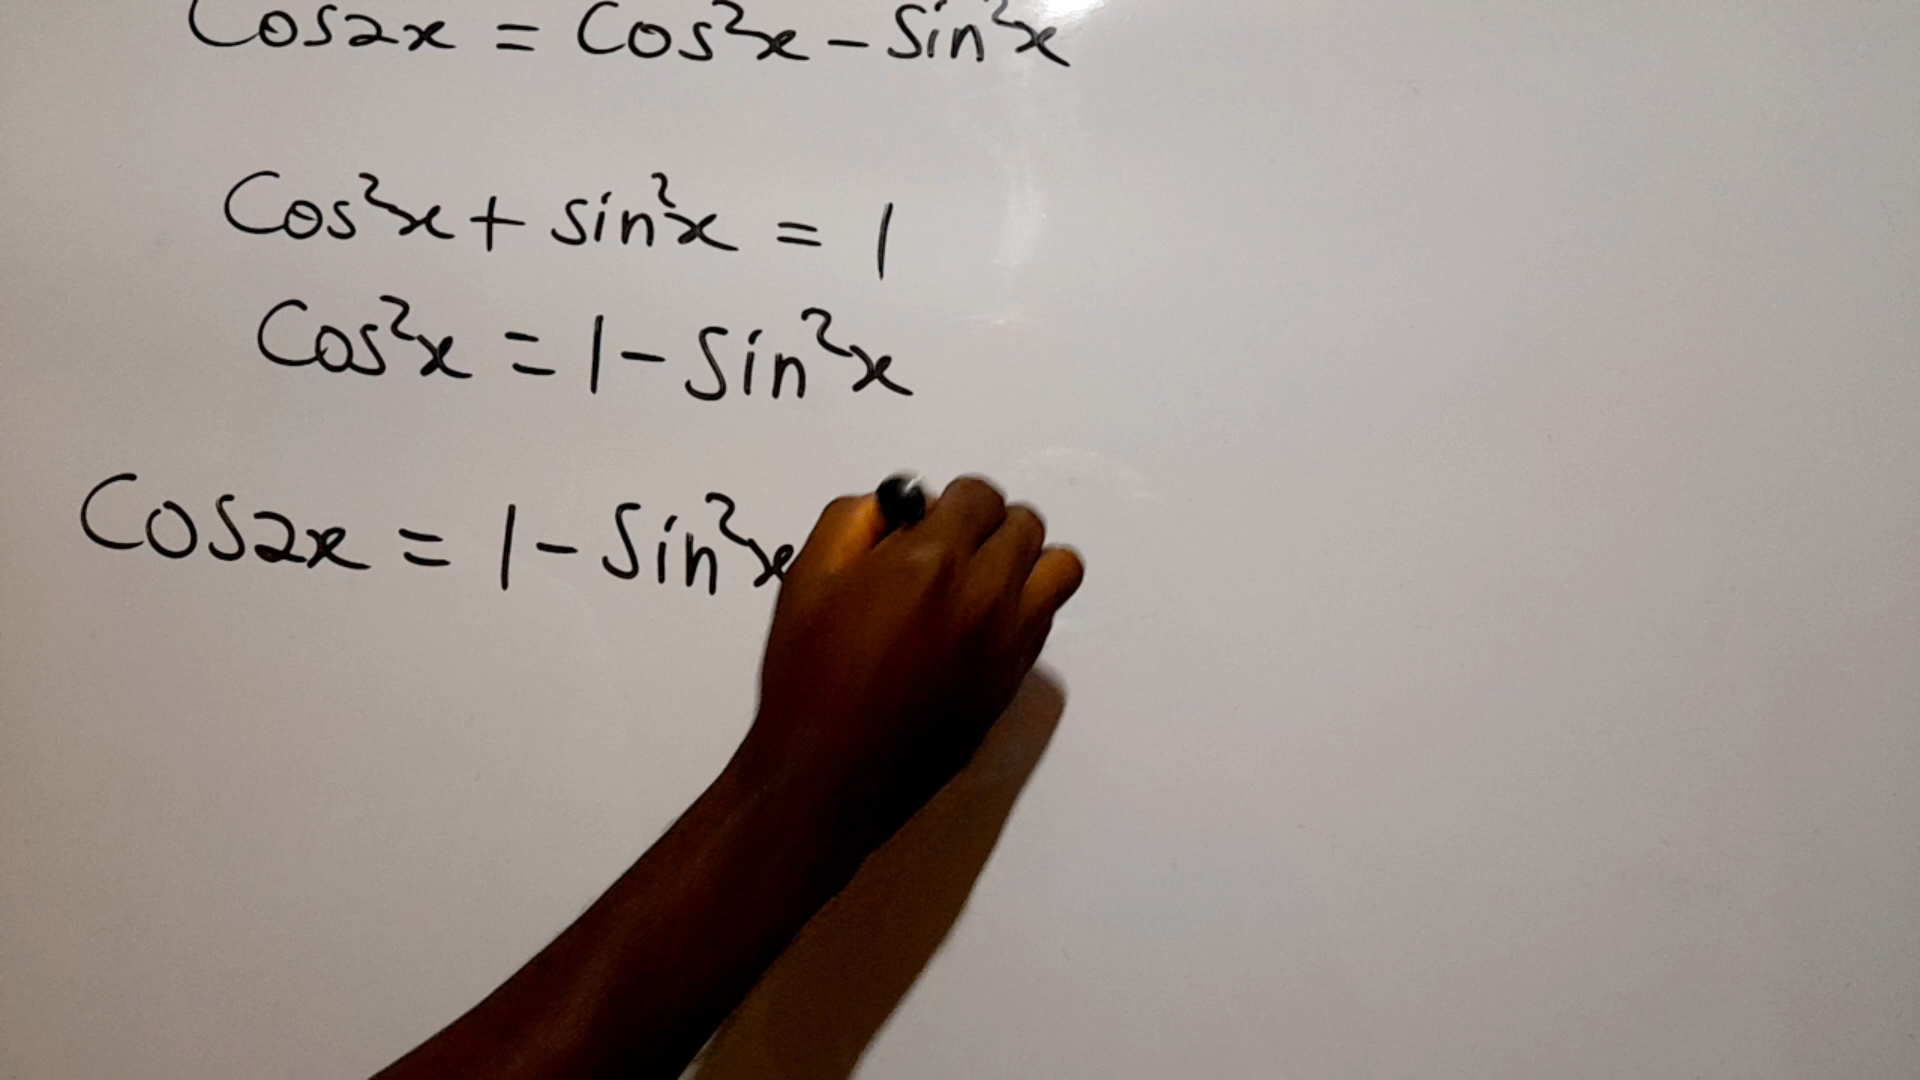 Cos2x = Cos²x - Sin²x
Cos²x + sin²x = 1
Cos²x = 1 - Sin²x
Cos2x = 1 - Sin²x